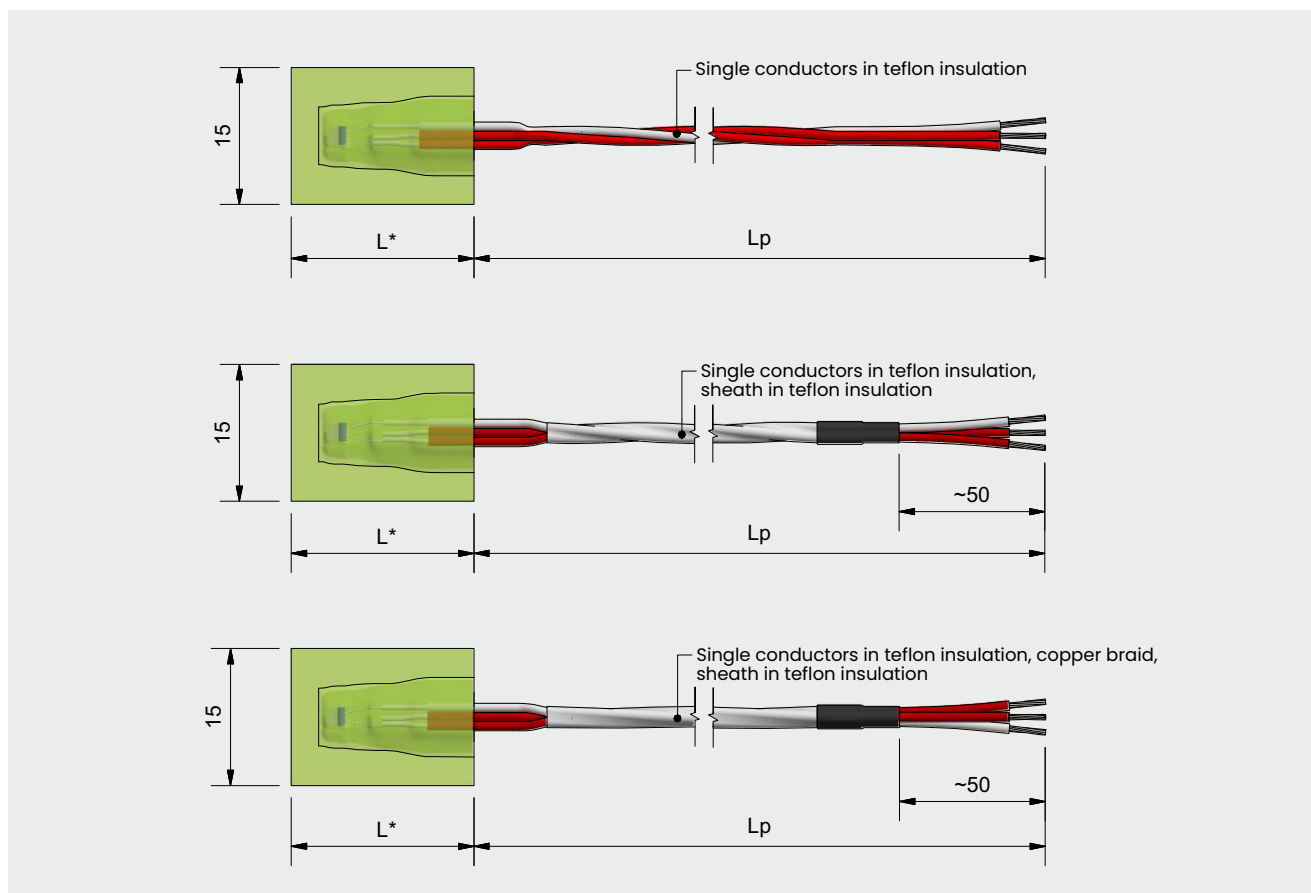 Single conductors in teflon insulation
15
L*
Lp
Single conductors in teflon insulation,
sheath in teflon insulation
15
~50
L*
Lp
Single conductors in teflon insulation, copper braid,
sheath in teflon insulation
15
~50
L*
Lp